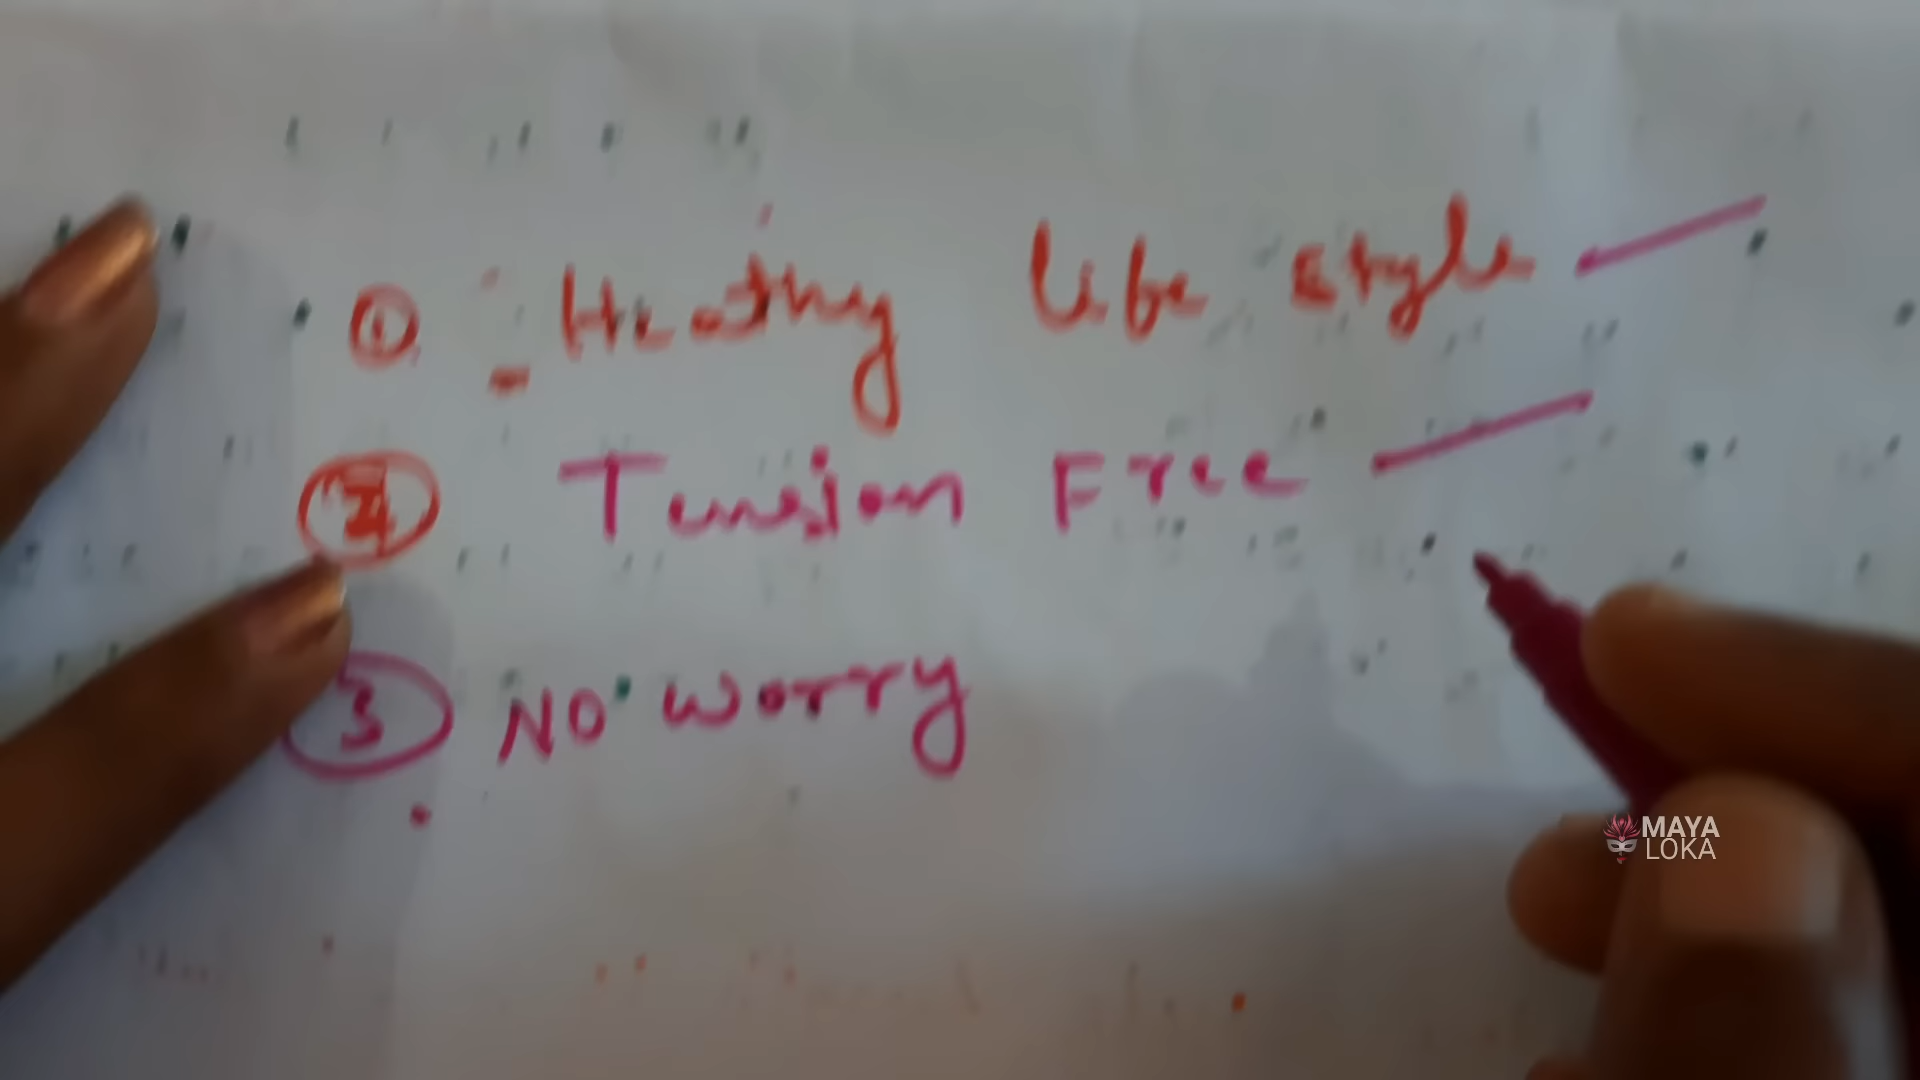 ① Heathy life style
② Tension Free
③ NO worry
MAYA
LOKA